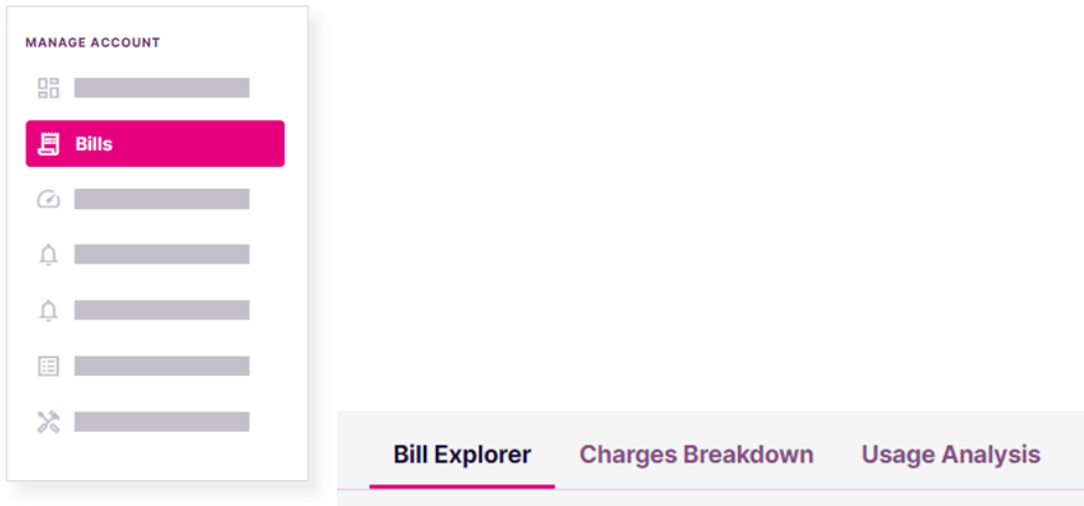 MANAGE ACCOUNT
Bills
Bill Explorer Charges Breakdown Usage Analysis